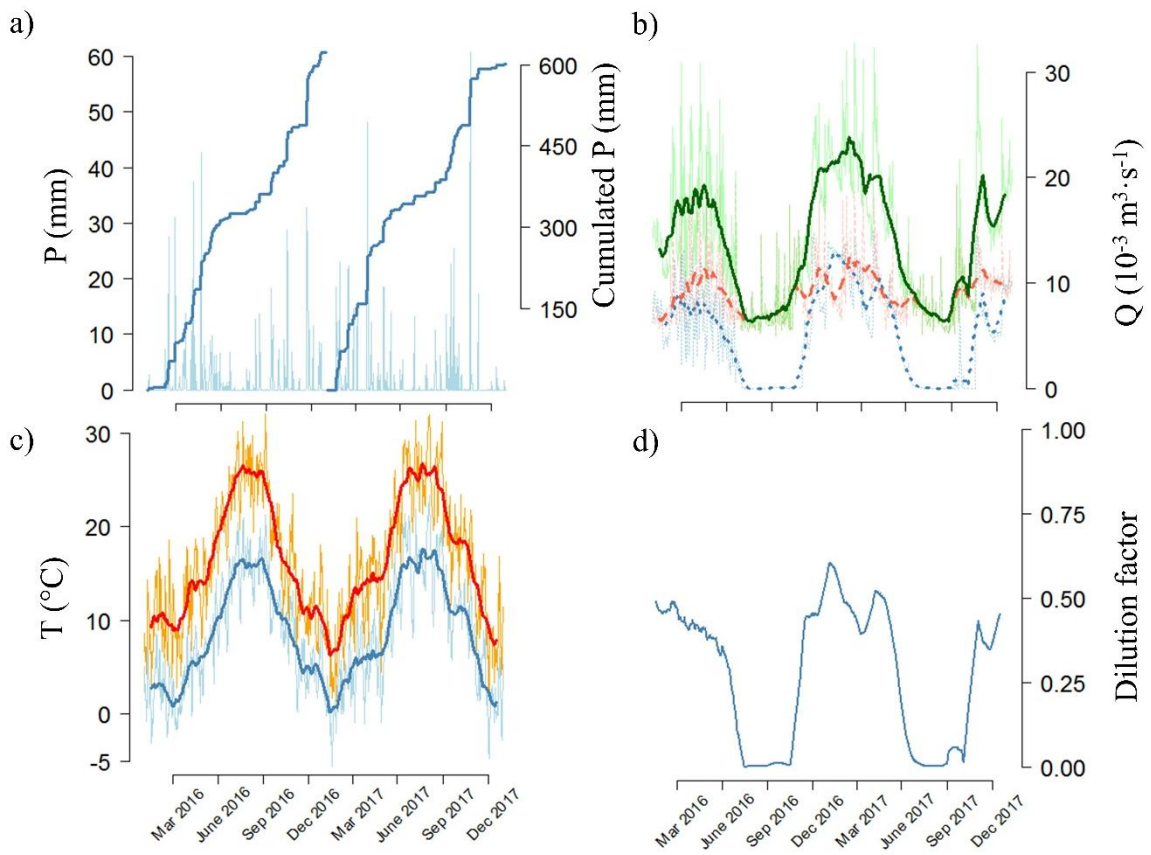 a)
P (mm)
60
50
40
30
20
10
0
600
450
300
150
Cumulated P (mm)
b)
30
20
10
0
Q (10⁻³ m³·s⁻¹)
c)
T (°C)
30
20
10
0
-5
Mar 2016
June 2016
Sep 2016
Dec 2016
Mar 2017
June 2017
Sep 2017
Dec 2017
d)
1.00
0.75
0.50
0.25
0.00
Dilution factor
Mar 2016
June 2016
Sep 2016
Dec 2016
Mar 2017
June 2017
Sep 2017
Dec 2017